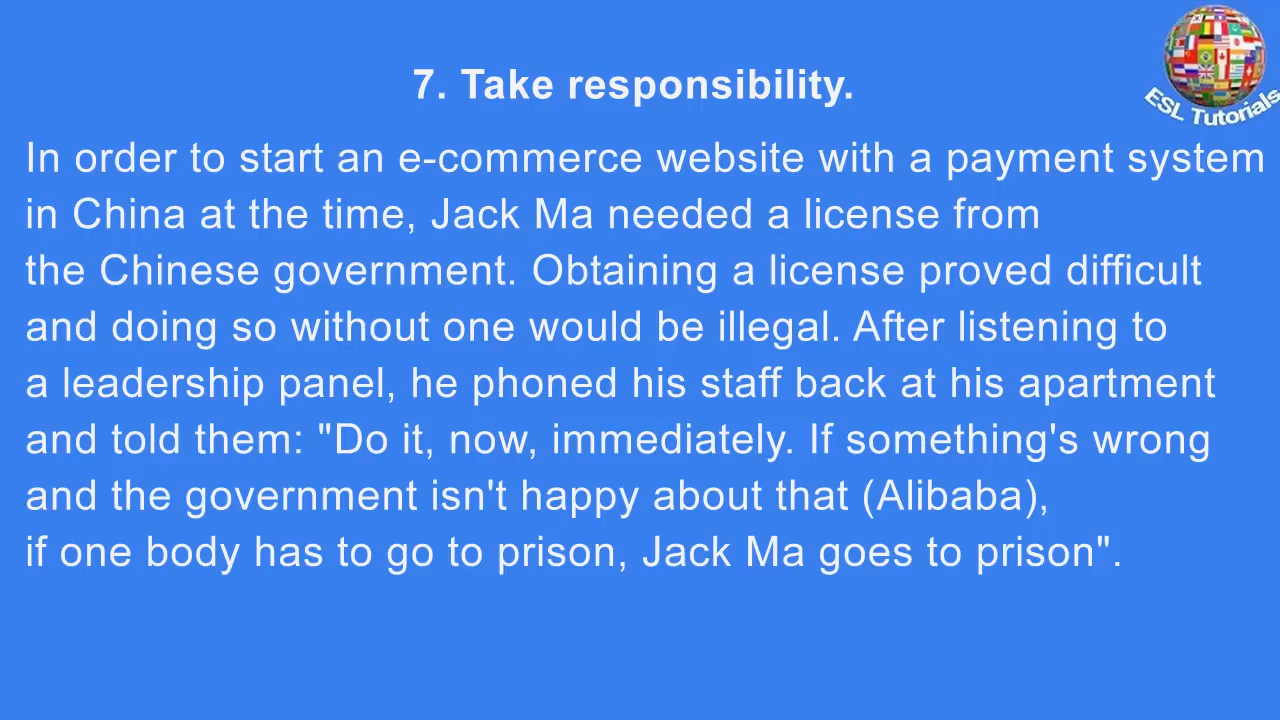 ESL Tutorials
7. Take responsibility.
In order to start an e-commerce website with a payment system
in China at the time, Jack Ma needed a license from
the Chinese government. Obtaining a license proved difficult
and doing so without one would be illegal. After listening to
a leadership panel, he phoned his staff back at his apartment
and told them: "Do it, now, immediately. If something's wrong
and the government isn't happy about that (Alibaba),
if one body has to go to prison, Jack Ma goes to prison".